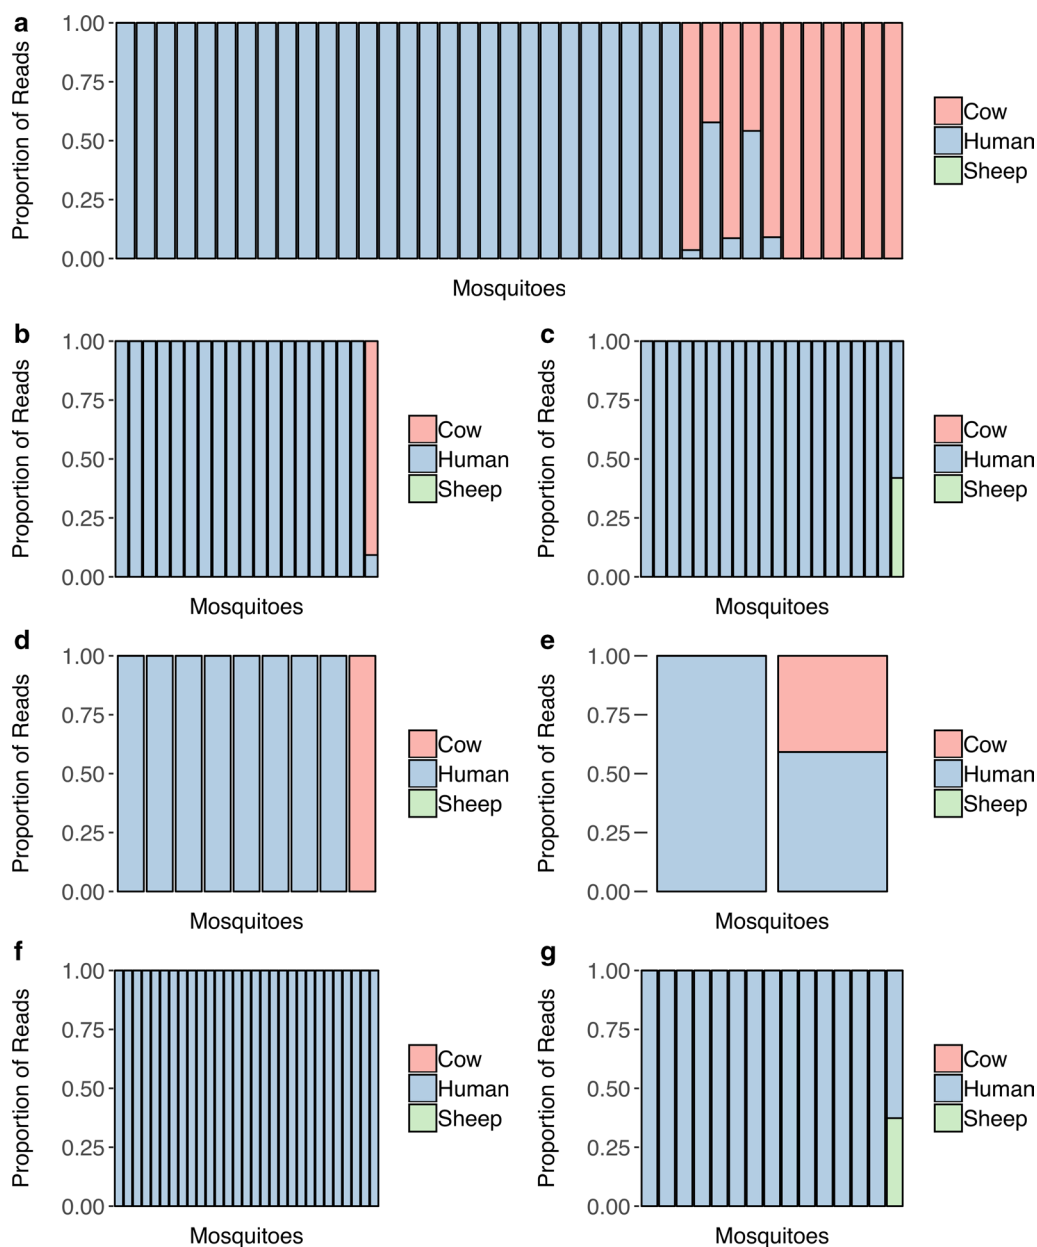 a
Proportion of Reads
1.00
0.75
0.50
0.25
0.00
Mosquitoes
Cow
Human
Sheep
b
Proportion of Reads
1.00
0.75
0.50
0.25
0.00
Mosquitoes
Cow
Human
Sheep
c
Proportion of Reads
1.00
0.75
0.50
0.25
0.00
Mosquitoes
Cow
Human
Sheep
d
Proportion of Reads
1.00
0.75
0.50
0.25
0.00
Mosquitoes
Cow
Human
Sheep
e
Proportion of Reads
1.00
0.75
0.50
0.25
0.00
Mosquitoes
Cow
Human
Sheep
f
Proportion of Reads
1.00
0.75
0.50
0.25
0.00
Mosquitoes
Cow
Human
Sheep
g
Proportion of Reads
1.00
0.75
0.50
0.25
0.00
Mosquitoes
Cow
Human
Sheep